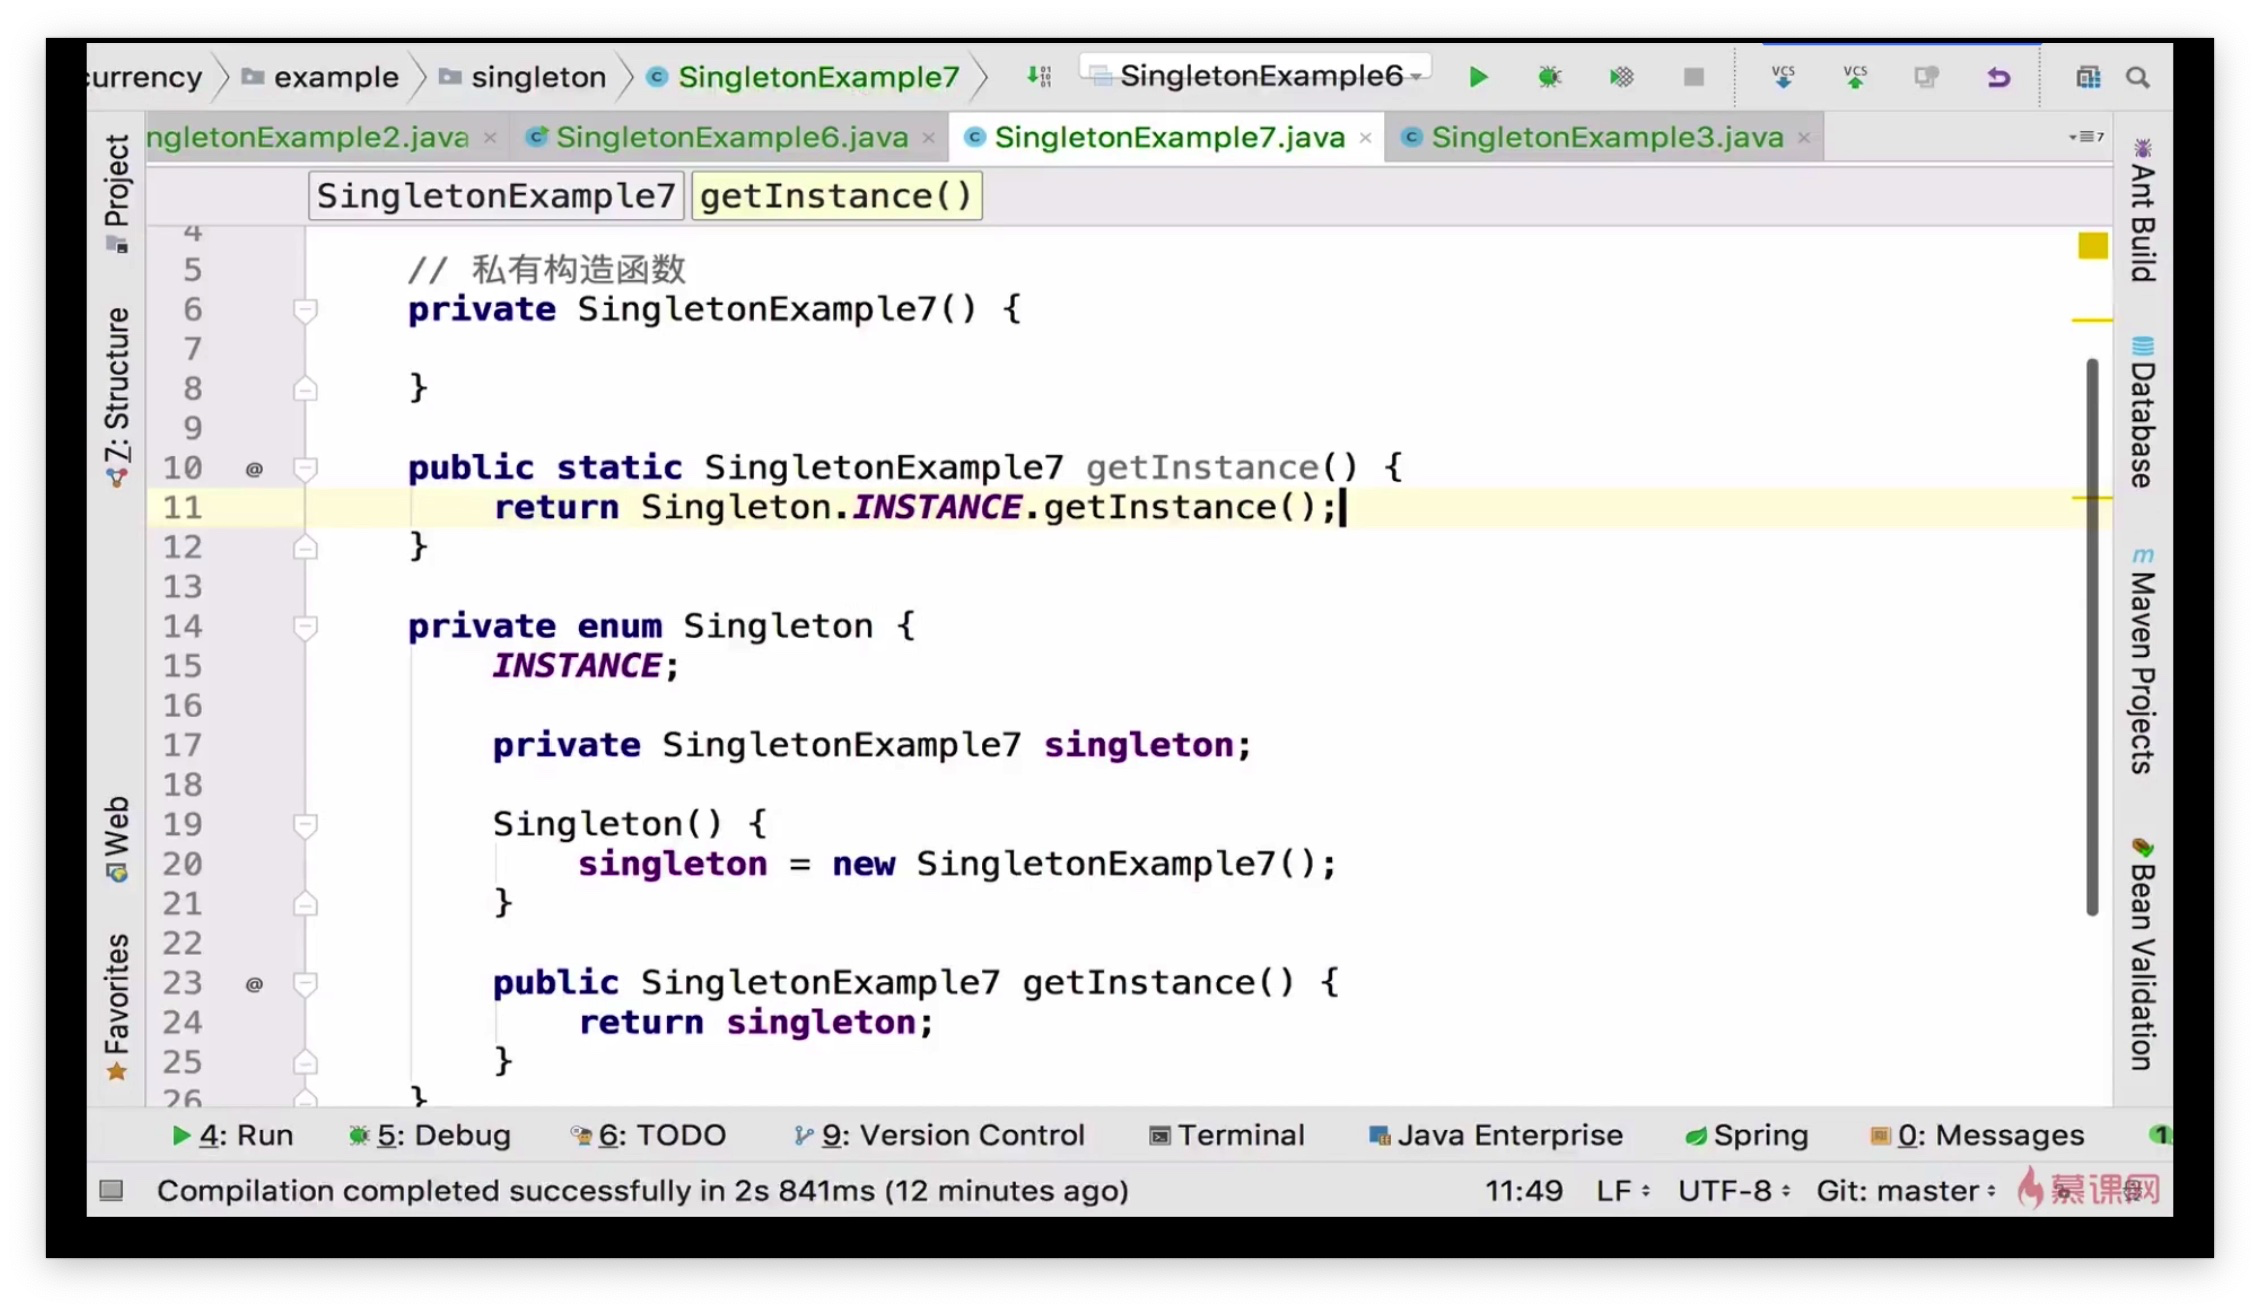 currency example singleton SingletonExample7 SingletonExample6 VCS VCS
ngletonExample2.java SingletonExample6.java SingletonExample7.java SingletonExample3.java 7
SingletonExample7 getInstance()
4
5 // 私有构造函数
6 private SingletonExample7() {
7
8 }
9
10 @ public static SingletonExample7 getInstance() {
11 return Singleton.INSTANCE.getInstance();
12 }
13
14 private enum Singleton {
15 INSTANCE;
16
17 private SingletonExample7 singleton;
18
19 Singleton() {
20 singleton = new SingletonExample7();
21 }
22
23 @ public SingletonExample7 getInstance() {
24 return singleton;
25 }
26 }
Project
7: Structure
Web
Favorites
Ant Build
Database
Maven Projects
Bean Validation
4: Run 5: Debug 6: TODO 9: Version Control Terminal Java Enterprise Spring 0: Messages 1
Compilation completed successfully in 2s 841ms (12 minutes ago) 11:49 LF UTF-8 Git: master 慕课网